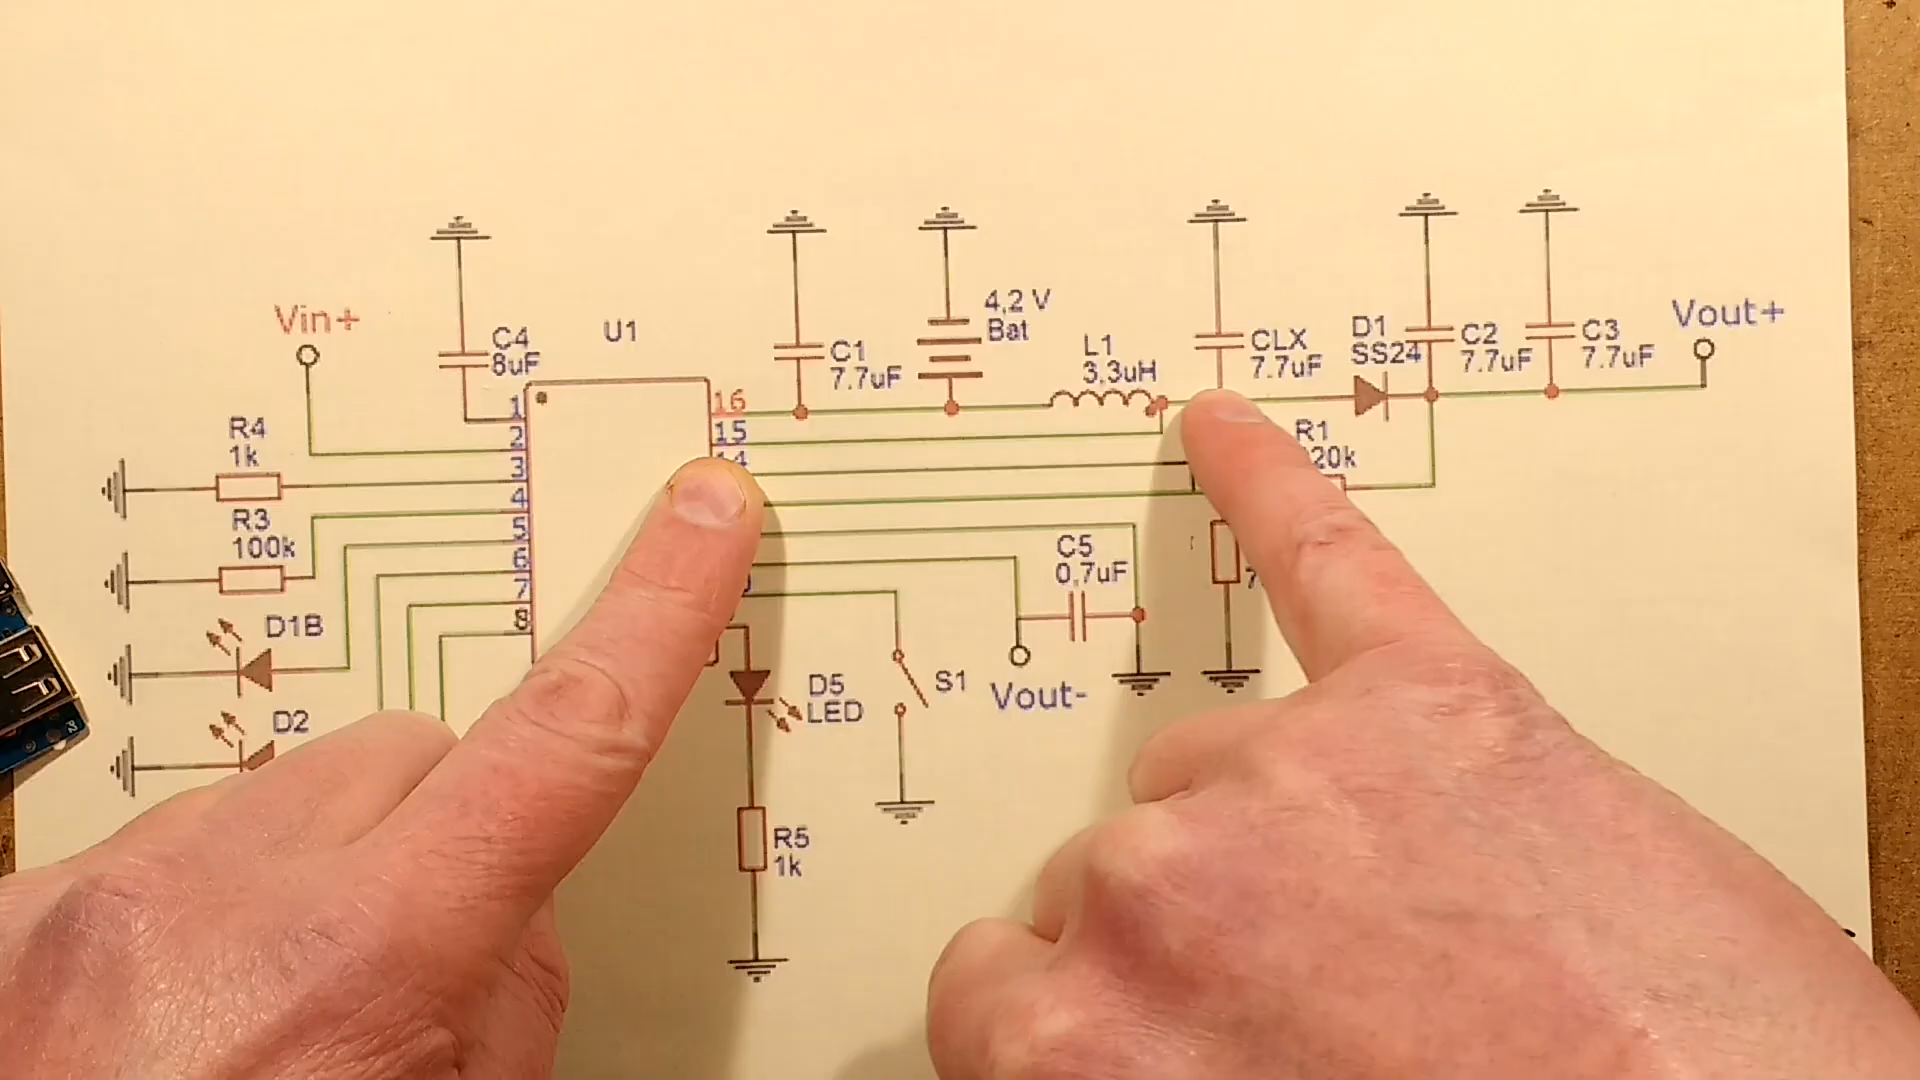 Vin+
C4
8uF
U1
C1
7.7uF
4,2 V
Bat
L1
3,3uH
CLX
7.7uF
D1
SS24
C2
7.7uF
C3
7.7uF
Vout+
1
2
3
4
5
6
7
8
16
15
14
R4
1k
R3
100k
D1B
D2
R1
20k
C5
0,7uF
7
Vout-
S1
D5
LED
R5
1k